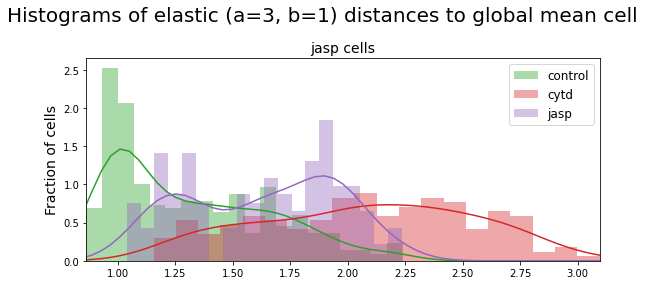 Histograms of elastic (a=3, b=1) distances to global mean cell
jasp cells
Fraction of cells
2.5
2.0
1.5
1.0
0.5
0.0
control
cytd
jasp
1.00 1.25 1.50 1.75 2.00 2.25 2.50 2.75 3.00